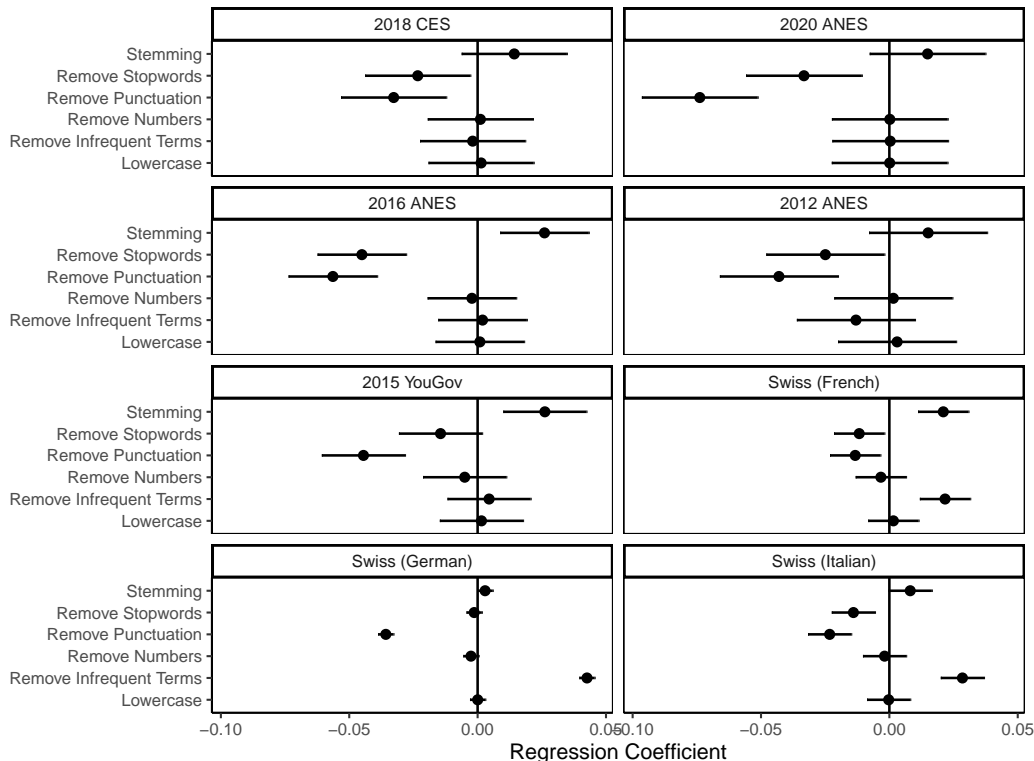 2018 CES
2020 ANES
Stemming
Remove Stopwords
Remove Punctuation
Remove Numbers
Remove Infrequent Terms
Lowercase
2016 ANES
2012 ANES
Stemming
Remove Stopwords
Remove Punctuation
Remove Numbers
Remove Infrequent Terms
Lowercase
2015 YouGov
Swiss (French)
Stemming
Remove Stopwords
Remove Punctuation
Remove Numbers
Remove Infrequent Terms
Lowercase
Swiss (German)
Swiss (Italian)
Stemming
Remove Stopwords
Remove Punctuation
Remove Numbers
Remove Infrequent Terms
Lowercase
−0.10 −0.05 0.00 0.05 −0.10 −0.05 0.00 0.05
Regression Coefficient